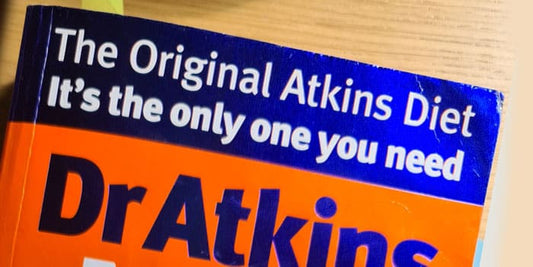 The Original Atkins Diet
It's the only one you need
Dr Atkins